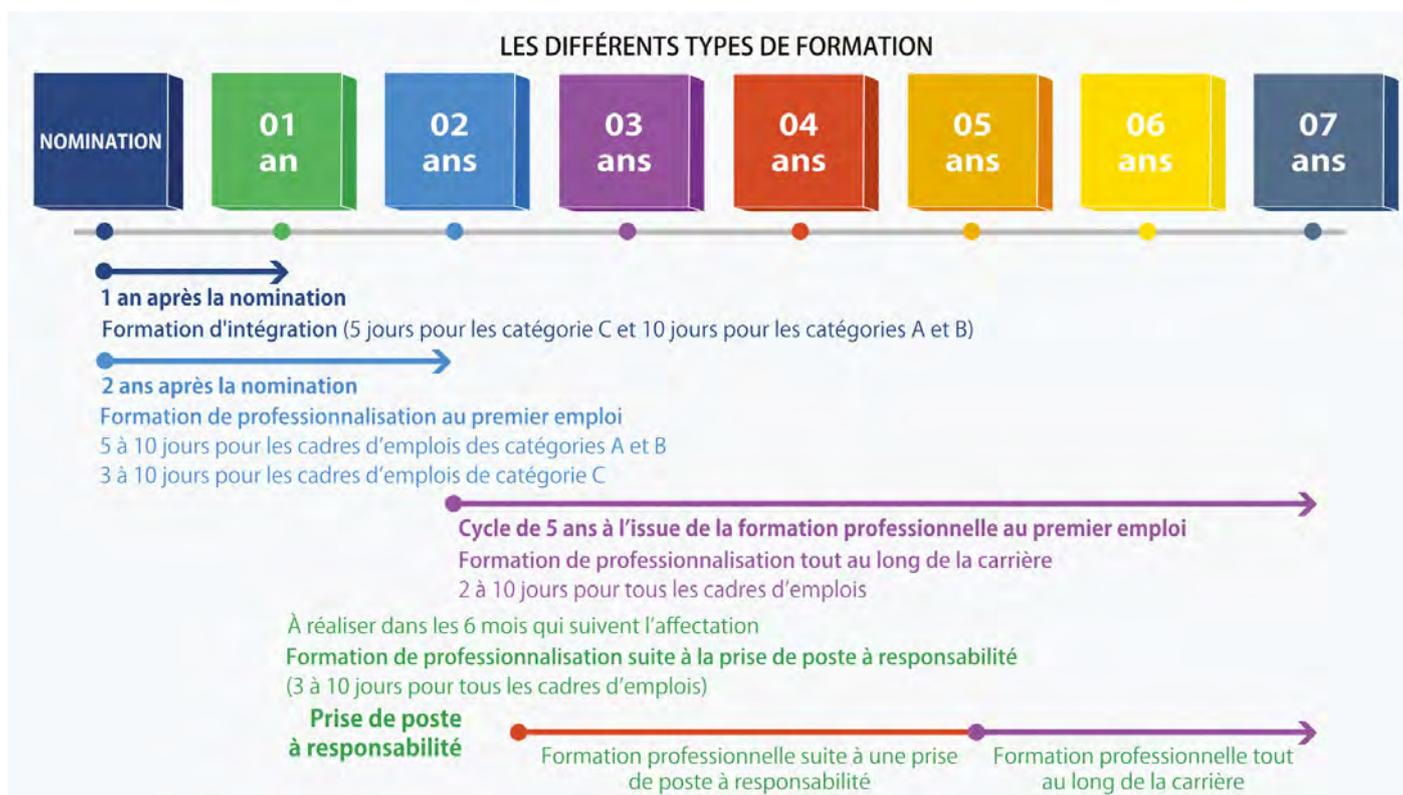 LES DIFFÉRENTS TYPES DE FORMATION
NOMINATION
01
an
02
ans
03
ans
04
ans
05
ans
06
ans
07
ans
1 an après la nomination
Formation d'intégration (5 jours pour les catégorie C et 10 jours pour les catégories A et B)
2 ans après la nomination
Formation de professionnalisation au premier emploi
5 à 10 jours pour les cadres d’emplois des catégories A et B
3 à 10 jours pour les cadres d’emplois de catégorie C
Cycle de 5 ans à l’issue de la formation professionnelle au premier emploi
Formation de professionnalisation tout au long de la carrière
2 à 10 jours pour tous les cadres d’emplois
À réaliser dans les 6 mois qui suivent l’affectation
Formation de professionnalisation suite à la prise de poste à responsabilité
(3 à 10 jours pour tous les cadres d’emplois)
Prise de poste
à responsabilité
Formation professionnelle suite à une prise
de poste à responsabilité
Formation professionnelle tout
au long de la carrière